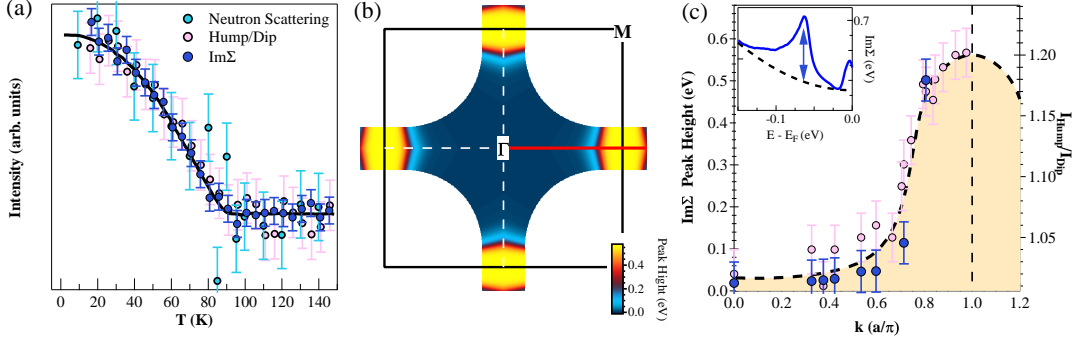 (a)
Neutron Scattering
Hump/Dip
ImΣ
Intensity (arb. units)
0 20 40 60 80 100 120 140
T (K)
(b)
M
Γ
0.4
0.2
0.0
Peak Hight (eV)
(c)
0.6
0.5
0.4
0.3
0.2
0.1
0.0
ImΣ Peak Height (eV)
0.7
ImΣ (eV)
-0.1 0.0
E - EF (eV)
1.20
1.15
1.10
1.05
IHump/IDip
0.0 0.2 0.4 0.6 0.8 1.0 1.2
k (a/π)